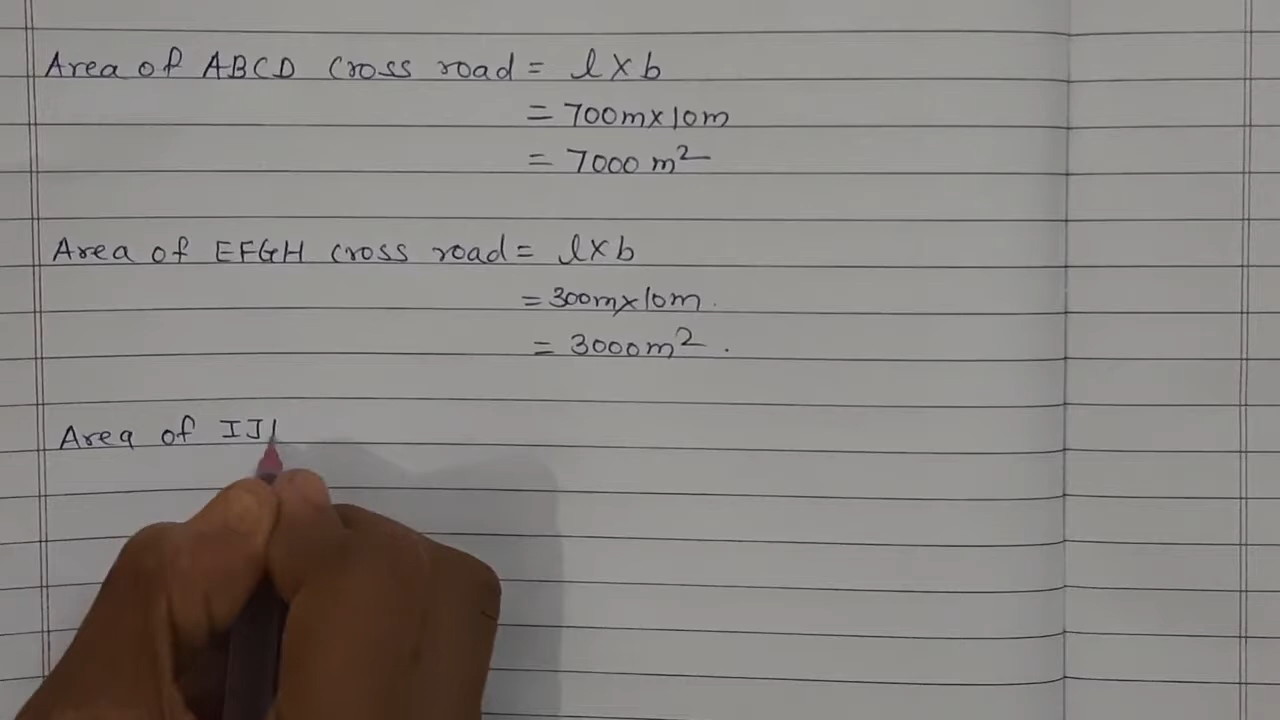 Area of ABCD Cross road = l × b
= 700m × 10m
= 7000 m²
Area of EFGH cross road = l × b
= 300m × 10m.
= 3000m².
Area of IJ